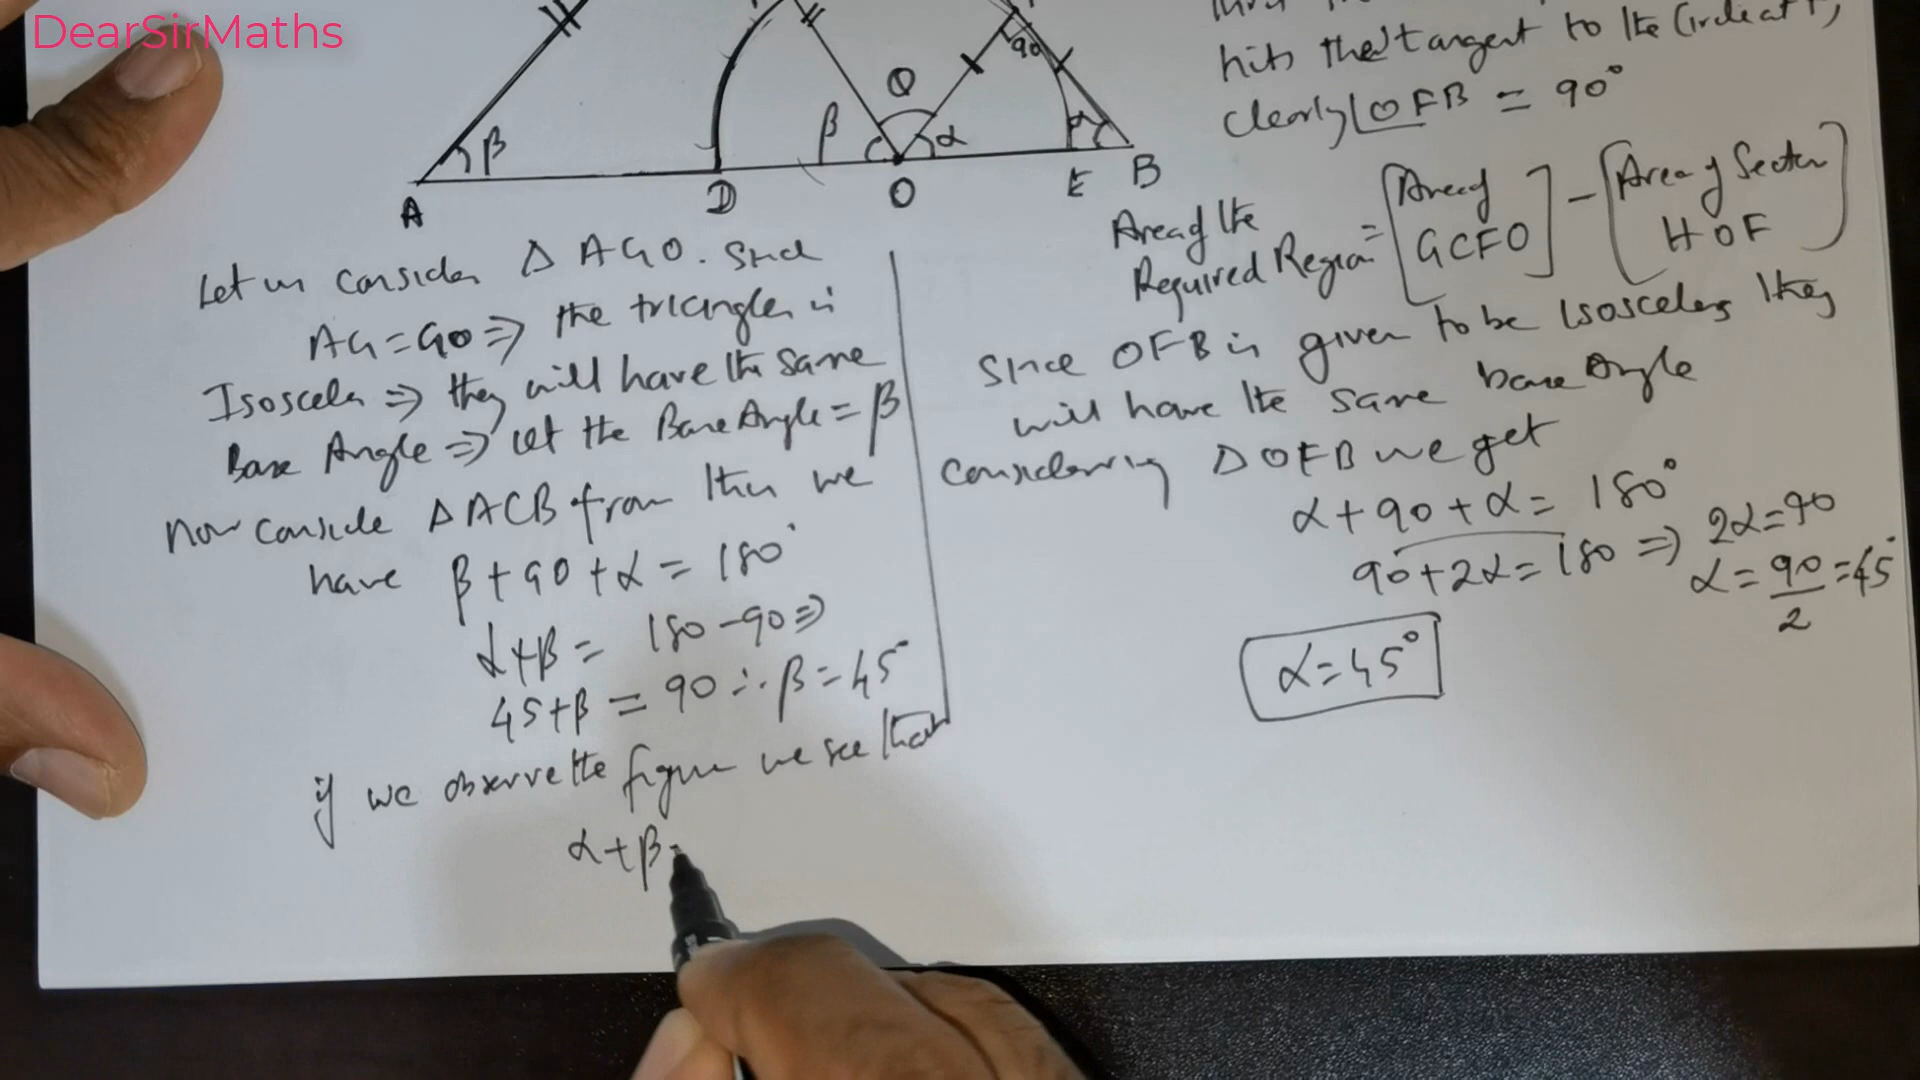 DearSirMaths
hits the tangent to the Circle at F,
clearly ∠OFB = 90°
90
θ
β
β
α
α
A
D
O
E
B
Area of the Required Region = [Area of GCFO] - [Area of Sector HOF]
Let us consider Δ AGO. Since
AG = GO ⇒ the triangle is
Isosceles ⇒ they will have the same
Base Angle ⇒ let the Base Angle = β
Now conside ΔACB from this we
have β + 90 + α = 180°
α+β = 180-90 ⇒
45+β = 90 ∴ β = 45°
if we observe the figure we see that
α+β=
Since OFB is given to be Isosceles they
will have the same base Angle
considering Δ OFB we get
α + 90 + α = 180°
90+2α = 180 ⇒ 2α = 90
α = 90/2 = 45°
α = 45°